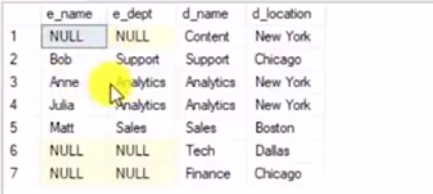 e_name e_dept d_name d_location
1 NULL NULL Content New York
2 Bob Support Support Chicago
3 Anne Analytics Analytics New York
4 Julia Analytics Analytics New York
5 Matt Sales Sales Boston
6 NULL NULL Tech Dallas
7 NULL NULL Finance Chicago